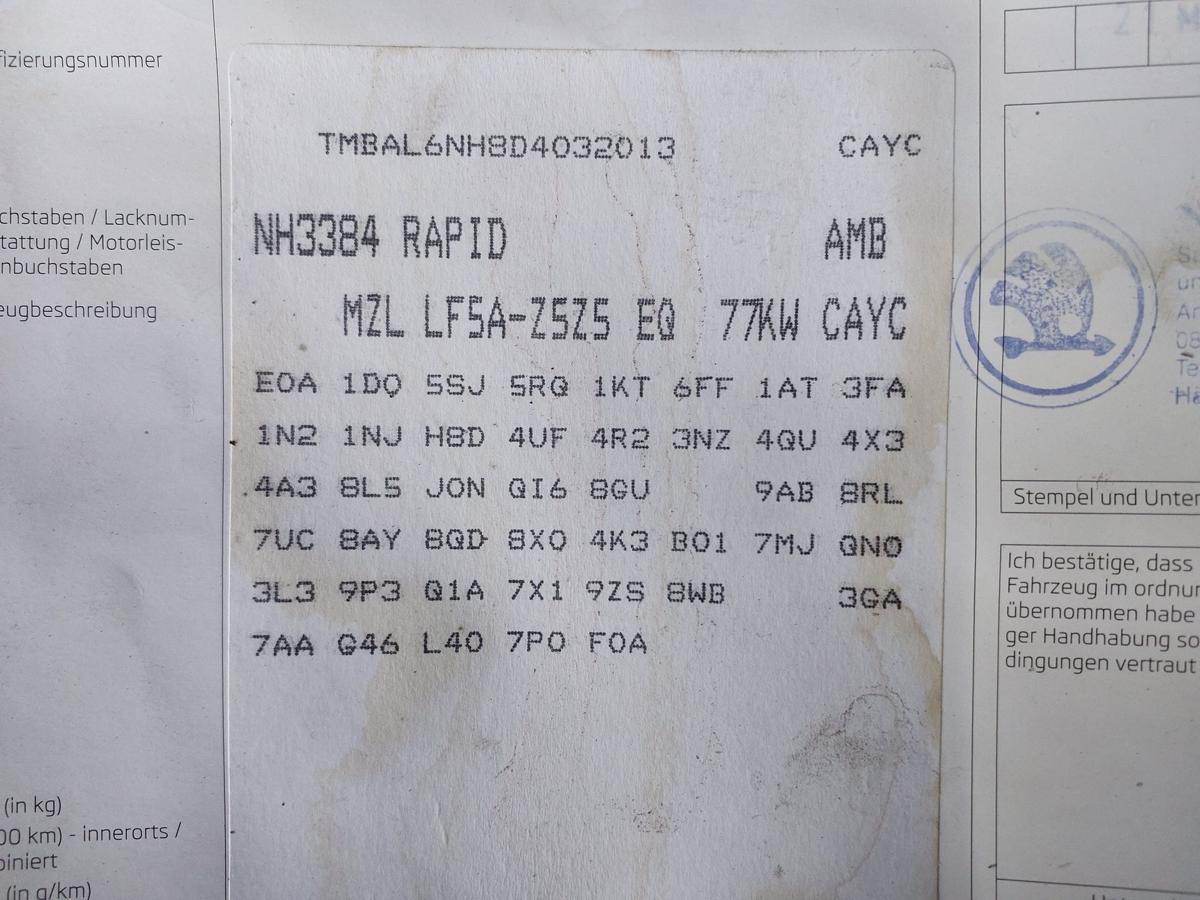 fizierungsnummer
chstaben / Lacknum-
tattung / Motorleis-
nbuchstaben
eugbeschreibung
TMBAL6NH8D4032013 CAYC
NH3384 RAPID AMB
MZL LF5A-Z5Z5 EQ 77KW CAYC
E0A 1D0 5SJ 5RQ 1KT 6FF 1AT 3FA
1N2 1NJ H8D 4UF 4R2 3NZ 4QU 4X3
4A3 8L5 J0N QI6 8GU 9AB 8RL
7UC 8AY 8QD 8X0 4K3 B01 7MJ QN0
3L3 9P3 Q1A 7X1 9ZS 8WB 3GA
7AA G46 L40 7P0 F0A
(in kg)
00 km) - innerorts /
biniert
(in g/km)
Stempel und Unter
Ich bestätige, dass
Fahrzeug im ordnur
übernommen habe
ger Handhabung so
dingungen vertraut